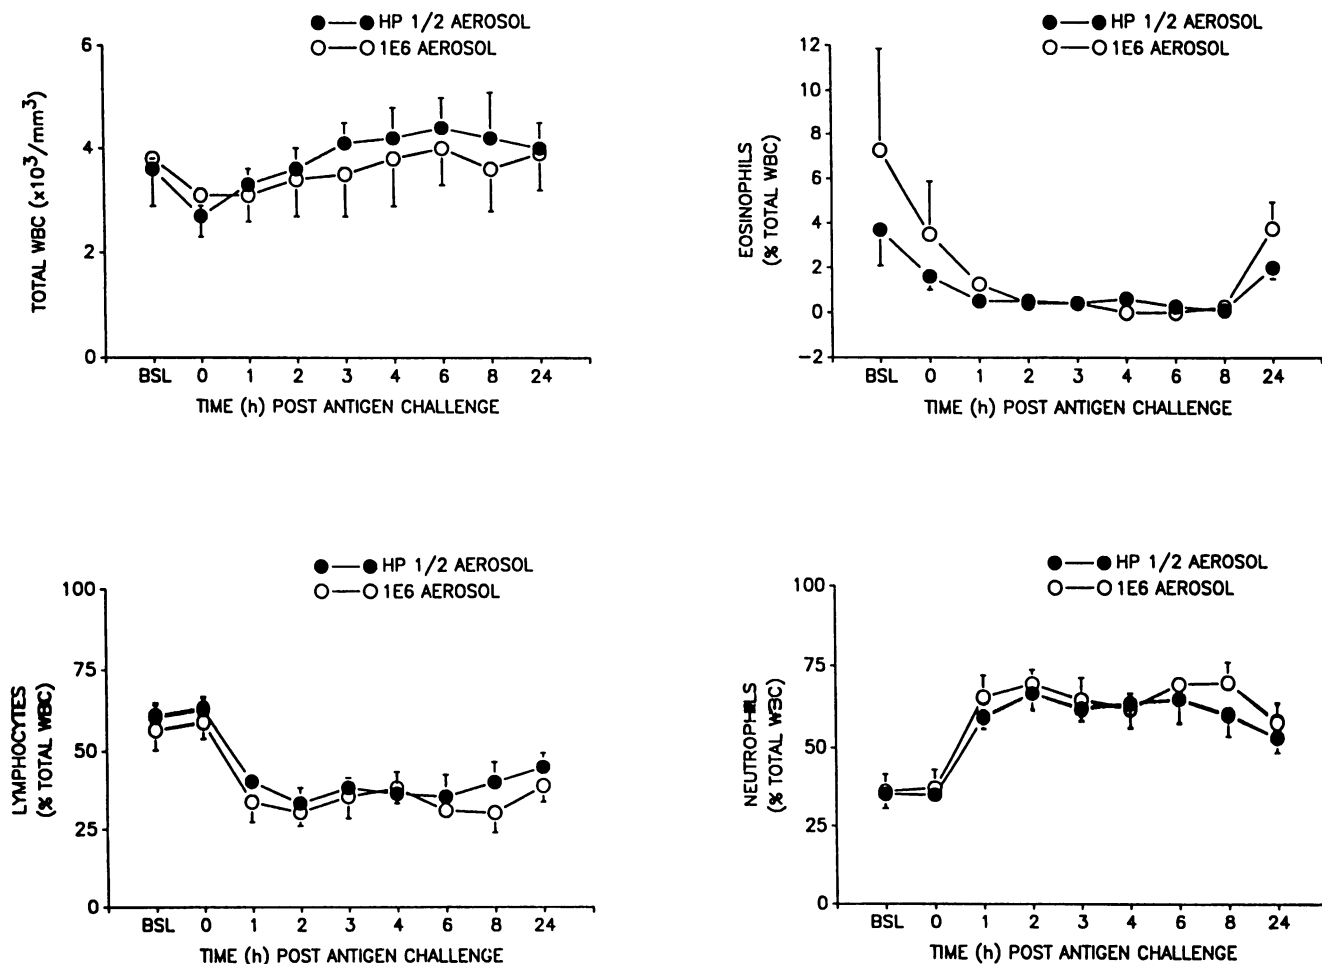 HP 1/2 AEROSOL
1E6 AEROSOL
6
4
2
0
TOTAL WBC (x10³/mm³)
BSL 0 1 2 3 4 6 8 24
TIME (h) POST ANTIGEN CHALLENGE
HP 1/2 AEROSOL
1E6 AEROSOL
12
10
8
6
4
2
0
−2
EOSINOPHILS
(% TOTAL WBC)
BSL 0 1 2 3 4 6 8 24
TIME (h) POST ANTIGEN CHALLENGE
HP 1/2 AEROSOL
1E6 AEROSOL
100
75
50
25
0
LYMPHOCYTES
(% TOTAL WBC)
BSL 0 1 2 3 4 6 8 24
TIME (h) POST ANTIGEN CHALLENGE
HP 1/2 AEROSOL
1E6 AEROSOL
100
75
50
25
0
NEUTROPHILS
(% TOTAL WBC)
BSL 0 1 2 3 4 6 8 24
TIME (h) POST ANTIGEN CHALLENGE